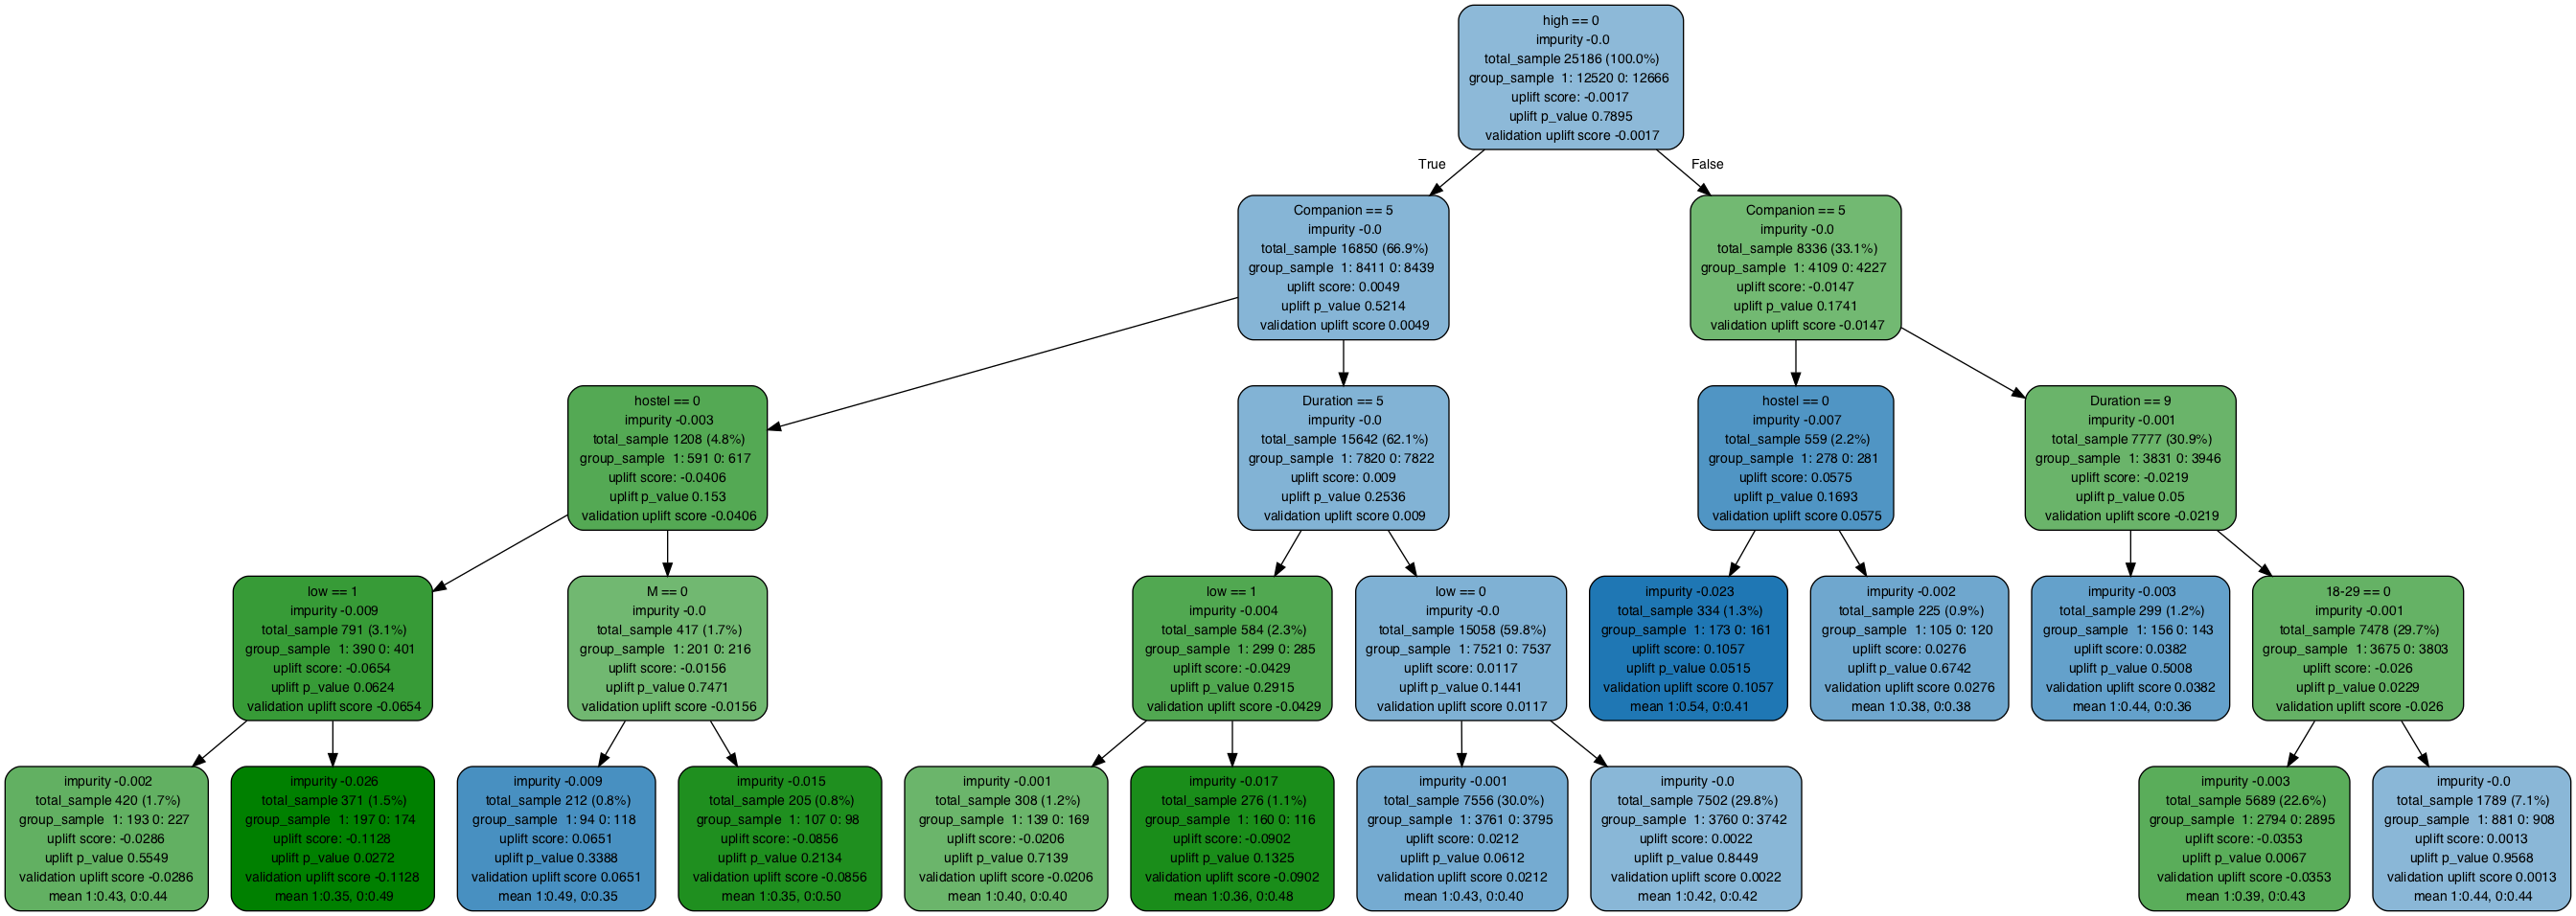 high == 0
impurity -0.0
total_sample 25186 (100.0%)
group_sample  1: 12520 0: 12666
uplift score: -0.0017
uplift p_value 0.7895
validation uplift score -0.0017
True
False
Companion == 5
impurity -0.0
total_sample 16850 (66.9%)
group_sample  1: 8411 0: 8439
uplift score: 0.0049
uplift p_value 0.5214
validation uplift score 0.0049
Companion == 5
impurity -0.0
total_sample 8336 (33.1%)
group_sample  1: 4109 0: 4227
uplift score: -0.0147
uplift p_value 0.1741
validation uplift score -0.0147
hostel == 0
impurity -0.003
total_sample 1208 (4.8%)
group_sample  1: 591 0: 617
uplift score: -0.0406
uplift p_value 0.153
validation uplift score -0.0406
Duration == 5
impurity -0.0
total_sample 15642 (62.1%)
group_sample  1: 7820 0: 7822
uplift score: 0.009
uplift p_value 0.2536
validation uplift score 0.009
hostel == 0
impurity -0.007
total_sample 559 (2.2%)
group_sample  1: 278 0: 281
uplift score: 0.0575
uplift p_value 0.1693
validation uplift score 0.0575
Duration == 9
impurity -0.001
total_sample 7777 (30.9%)
group_sample  1: 3831 0: 3946
uplift score: -0.0219
uplift p_value 0.05
validation uplift score -0.0219
low == 1
impurity -0.009
total_sample 791 (3.1%)
group_sample  1: 390 0: 401
uplift score: -0.0654
uplift p_value 0.0624
validation uplift score -0.0654
M == 0
impurity -0.0
total_sample 417 (1.7%)
group_sample  1: 201 0: 216
uplift score: -0.0156
uplift p_value 0.7471
validation uplift score -0.0156
low == 1
impurity -0.004
total_sample 584 (2.3%)
group_sample  1: 299 0: 285
uplift score: -0.0429
uplift p_value 0.2915
validation uplift score -0.0429
low == 0
impurity -0.0
total_sample 15058 (59.8%)
group_sample  1: 7521 0: 7537
uplift score: 0.0117
uplift p_value 0.1441
validation uplift score 0.0117
impurity -0.023
total_sample 334 (1.3%)
group_sample  1: 173 0: 161
uplift score: 0.1057
uplift p_value 0.0515
validation uplift score 0.1057
mean 1:0.54, 0:0.41
impurity -0.002
total_sample 225 (0.9%)
group_sample  1: 105 0: 120
uplift score: 0.0276
uplift p_value 0.6742
validation uplift score 0.0276
mean 1:0.38, 0:0.38
impurity -0.003
total_sample 299 (1.2%)
group_sample  1: 156 0: 143
uplift score: 0.0382
uplift p_value 0.5008
validation uplift score 0.0382
mean 1:0.44, 0:0.36
18-29 == 0
impurity -0.001
total_sample 7478 (29.7%)
group_sample  1: 3675 0: 3803
uplift score: -0.026
uplift p_value 0.0229
validation uplift score -0.026
impurity -0.002
total_sample 420 (1.7%)
group_sample  1: 193 0: 227
uplift score: -0.0286
uplift p_value 0.5549
validation uplift score -0.0286
mean 1:0.43, 0:0.44
impurity -0.026
total_sample 371 (1.5%)
group_sample  1: 197 0: 174
uplift score: -0.1128
uplift p_value 0.0272
validation uplift score -0.1128
mean 1:0.35, 0:0.49
impurity -0.009
total_sample 212 (0.8%)
group_sample  1: 94 0: 118
uplift score: 0.0651
uplift p_value 0.3388
validation uplift score 0.0651
mean 1:0.49, 0:0.35
impurity -0.015
total_sample 205 (0.8%)
group_sample  1: 107 0: 98
uplift score: -0.0856
uplift p_value 0.2134
validation uplift score -0.0856
mean 1:0.35, 0:0.50
impurity -0.001
total_sample 308 (1.2%)
group_sample  1: 139 0: 169
uplift score: -0.0206
uplift p_value 0.7139
validation uplift score -0.0206
mean 1:0.40, 0:0.40
impurity -0.017
total_sample 276 (1.1%)
group_sample  1: 160 0: 116
uplift score: -0.0902
uplift p_value 0.1325
validation uplift score -0.0902
mean 1:0.36, 0:0.48
impurity -0.001
total_sample 7556 (30.0%)
group_sample  1: 3761 0: 3795
uplift score: 0.0212
uplift p_value 0.0612
validation uplift score 0.0212
mean 1:0.43, 0:0.40
impurity -0.0
total_sample 7502 (29.8%)
group_sample  1: 3760 0: 3742
uplift score: 0.0022
uplift p_value 0.8449
validation uplift score 0.0022
mean 1:0.42, 0:0.42
impurity -0.003
total_sample 5689 (22.6%)
group_sample  1: 2794 0: 2895
uplift score: -0.0353
uplift p_value 0.0067
validation uplift score -0.0353
mean 1:0.39, 0:0.43
impurity -0.0
total_sample 1789 (7.1%)
group_sample  1: 881 0: 908
uplift score: 0.0013
uplift p_value 0.9568
validation uplift score 0.0013
mean 1:0.44, 0:0.44